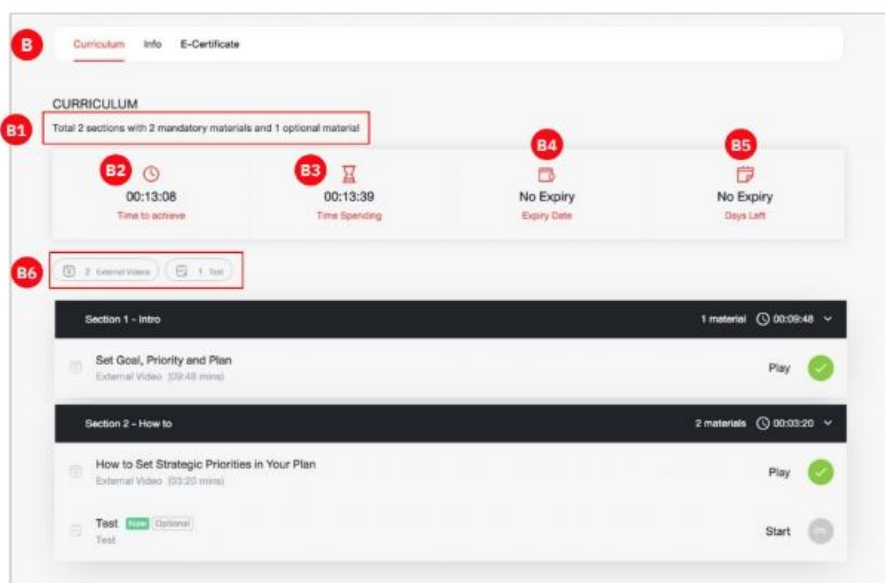 B
Curriculum Info E-Certificate
CURRICULUM
B1
Total 2 sections with 2 mandatory materials and 1 optional material
B2 B3 B4 B5
00:13:08 00:13:39 No Expiry No Expiry
Time to achieve Time Spending Expiry Date Days Left
B6
2 External Videos 1 Test
Section 1 - Intro 1 material 00:09:48
Set Goal, Priority and Plan
External Video (09:48 mins)
Play
Section 2 - How to 2 materials 00:03:20
How to Set Strategic Priorities in Your Plan
External Video (03:20 mins)
Play
Test New Optional
Test
Start